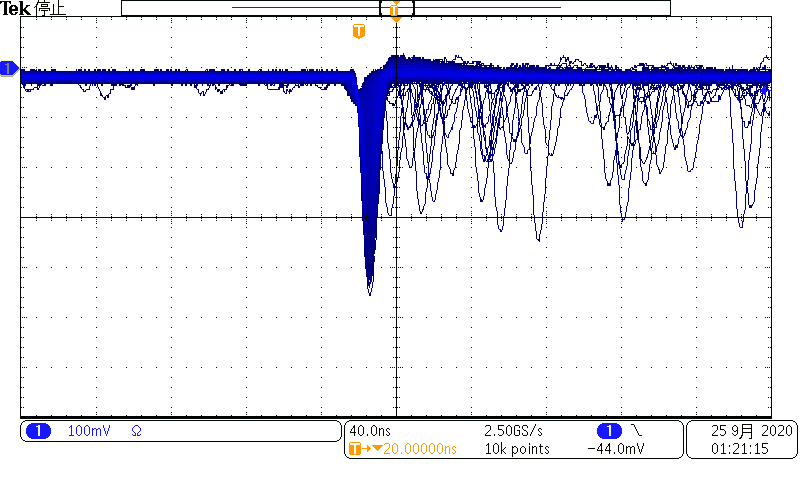 Tek 停止
T
T
1
1 100mV Ω
40.0ns 2.50GS/s 1
T→▼20.00000ns 10k points −44.0mV
25 9月 2020
01:21:15